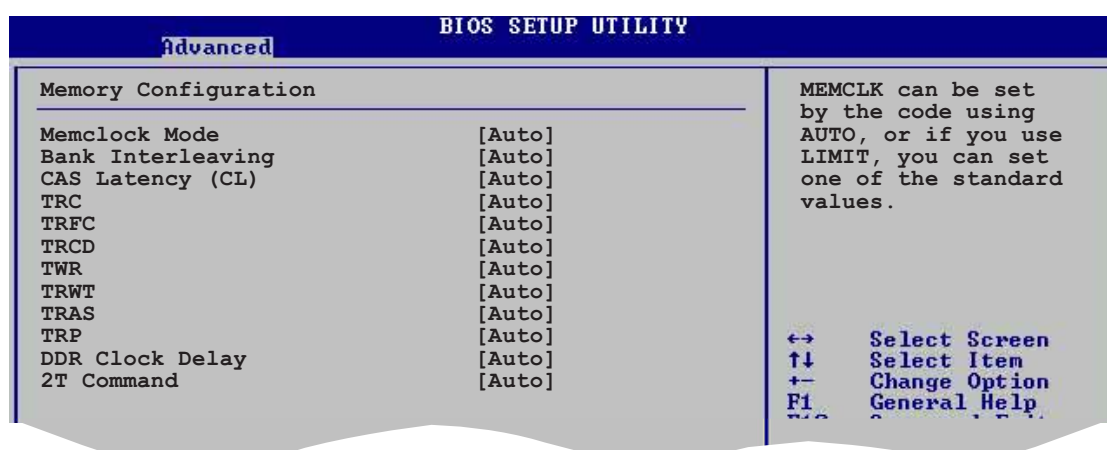 BIOS SETUP UTILITY
Advanced
Memory Configuration
Memclock Mode [Auto]
Bank Interleaving [Auto]
CAS Latency (CL) [Auto]
TRC [Auto]
TRFC [Auto]
TRCD [Auto]
TWR [Auto]
TRWT [Auto]
TRAS [Auto]
TRP [Auto]
DDR Clock Delay [Auto]
2T Command [Auto]
MEMCLK can be set
by the code using
AUTO, or if you use
LIMIT, you can set
one of the standard
values.
←→ Select Screen
↑↓ Select Item
+- Change Option
F1 General Help